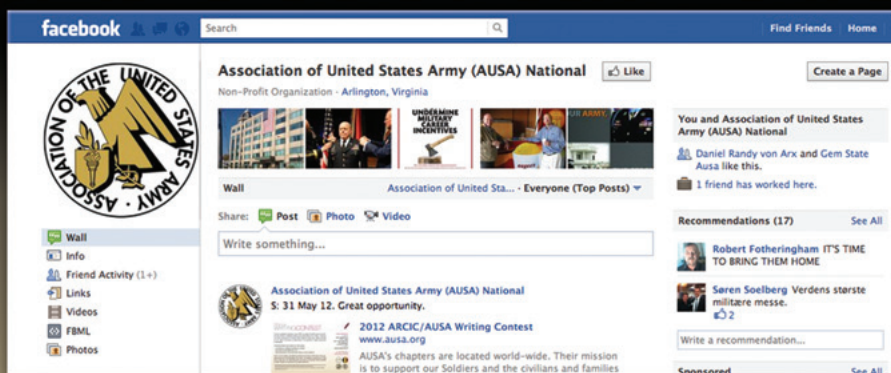 facebook
Search
Find Friends Home
ASSOCIATION OF THE UNITED STATES ARMY · AUSA ·
Association of United States Army (AUSA) National
Like
Create a Page
Non-Profit Organization · Arlington, Virginia
UNDERMINE
MILITARY
CAREER
INCENTIVES
UR ARMY
You and Association of United States
Army (AUSA) National
Daniel Randy von Arx and Gem State
Ausa like this.
1 friend has worked here.
Wall
Association of United Sta... · Everyone (Top Posts)
Share: Post Photo Video
Write something...
Wall
Info
Friend Activity (1+)
Links
Videos
FBML
Photos
Association of United States Army (AUSA) National
S: 31 May 12. Great opportunity.
2012 ARCIC/AUSA Writing Contest
www.ausa.org
AUSA's chapters are located world-wide. Their mission
is to support our Soldiers and the civilians and families
Recommendations (17) See All
Robert Fotheringham IT'S TIME
TO BRING THEM HOME
Søren Soelberg Verdens største
militære messe.
2
Write a recommendation...
Sponsored See All